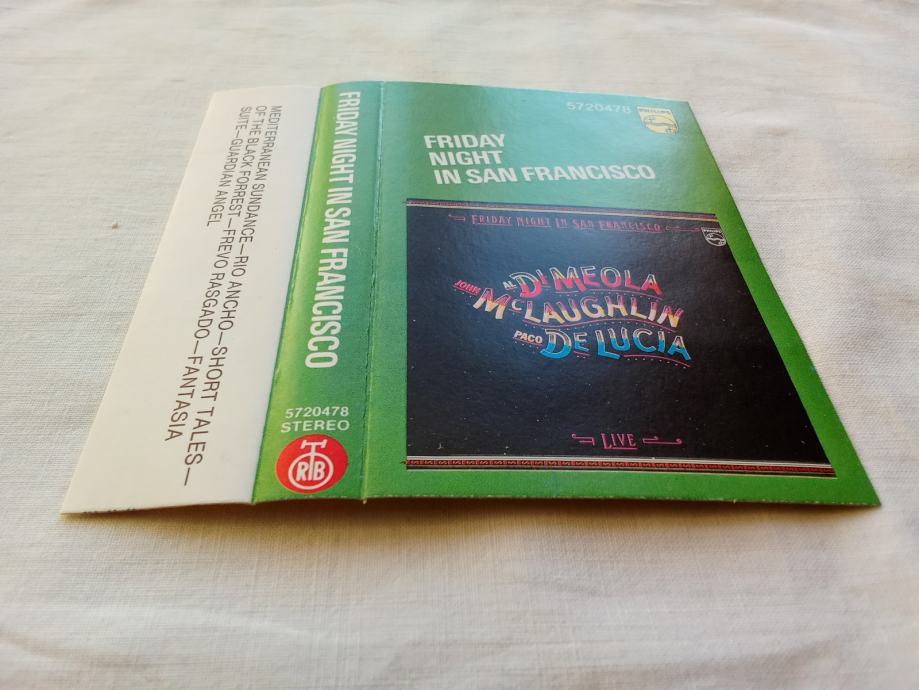 MEDITERRANEAN SUNDANCE—RIO ANCHO—SHORT TALES—
OF THE BLACK FORREST—FREVO RASGADO—FANTASIA
SUITE—GUARDIAN ANGEL
FRIDAY NIGHT IN SAN FRANCISCO
5720478
STEREO
RTB
5720478
PHILIPS
FRIDAY
NIGHT
IN SAN FRANCISCO
FRIDAY NIGHT IN SAN FRANCISCO
PHILIPS
AL DI MEOLA
JOHN MCLAUGHLIN
PACO DE LUCIA
LIVE